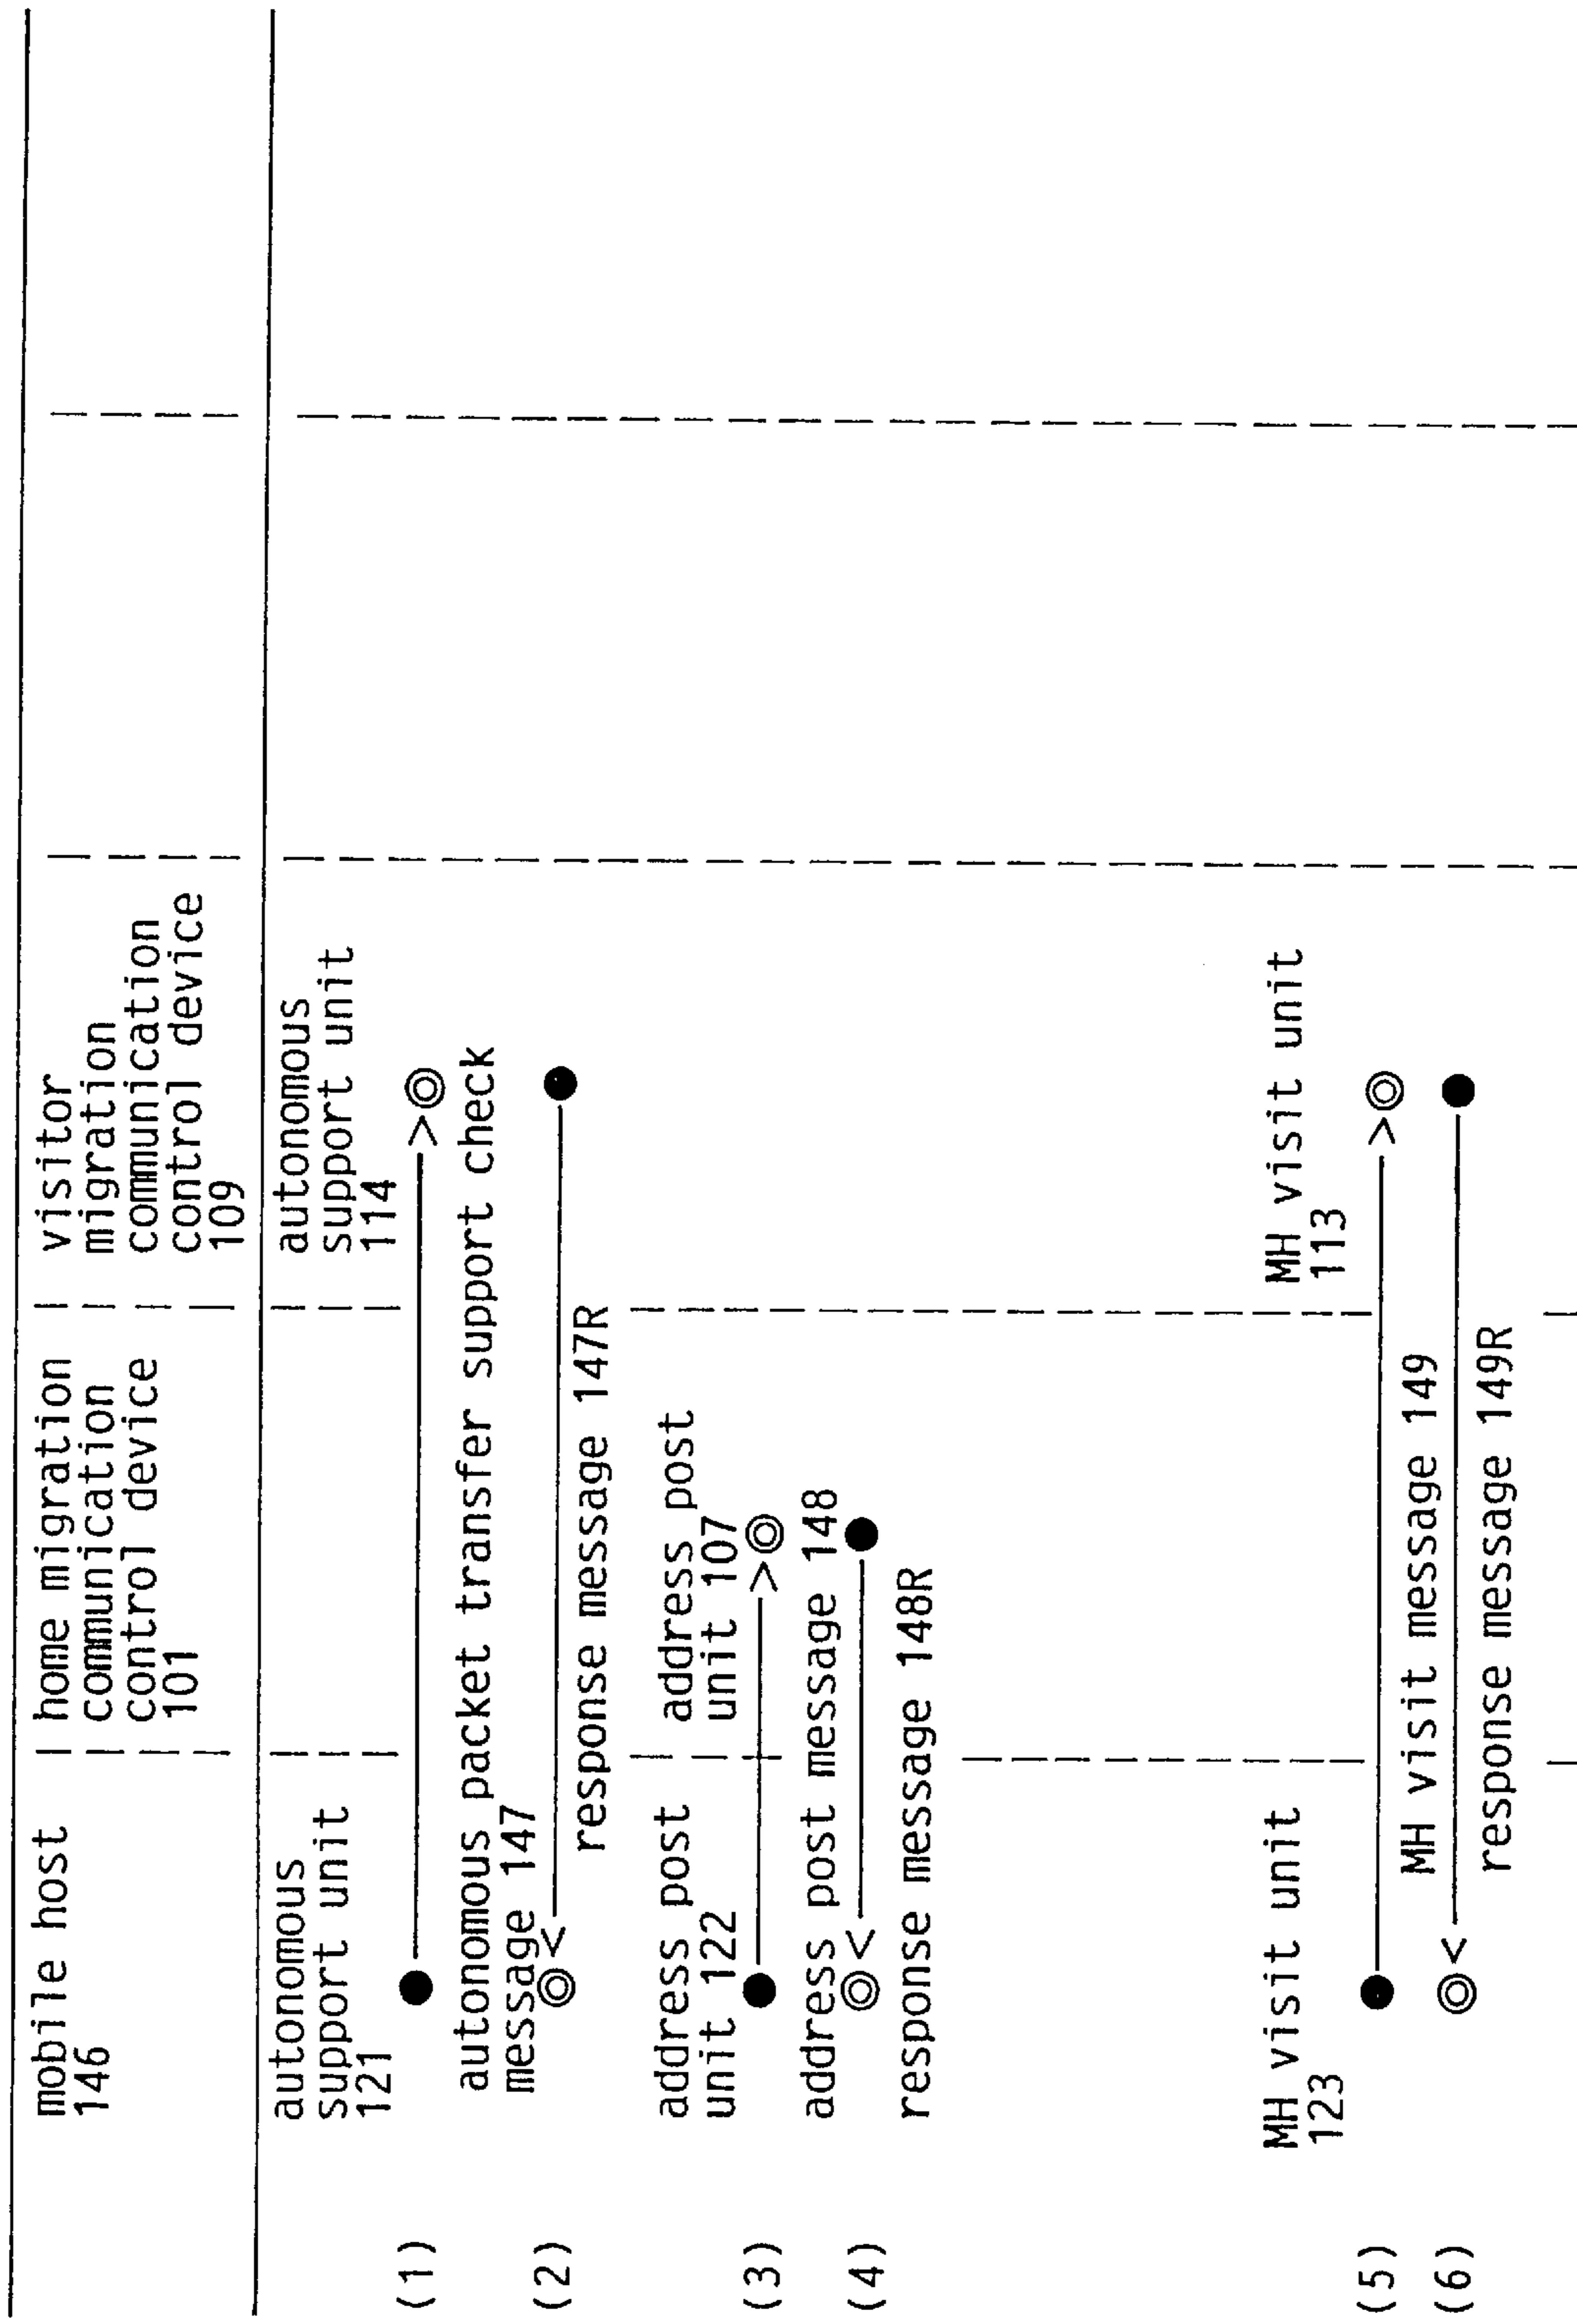 mobile host
146
home migration
communication
control device
101
visitor
migration
communication
control device
109
autonomous
support unit
121
autonomous
support unit
114
(1)
autonomous packet transfer support check
message 147
(2)
response message 147R
address post
unit 122
address post
unit 107
(3)
address post message 148
(4)
response message 148R
MH visit unit
123
MH visit unit
113
(5)
MH visit message 149
(6)
response message 149R